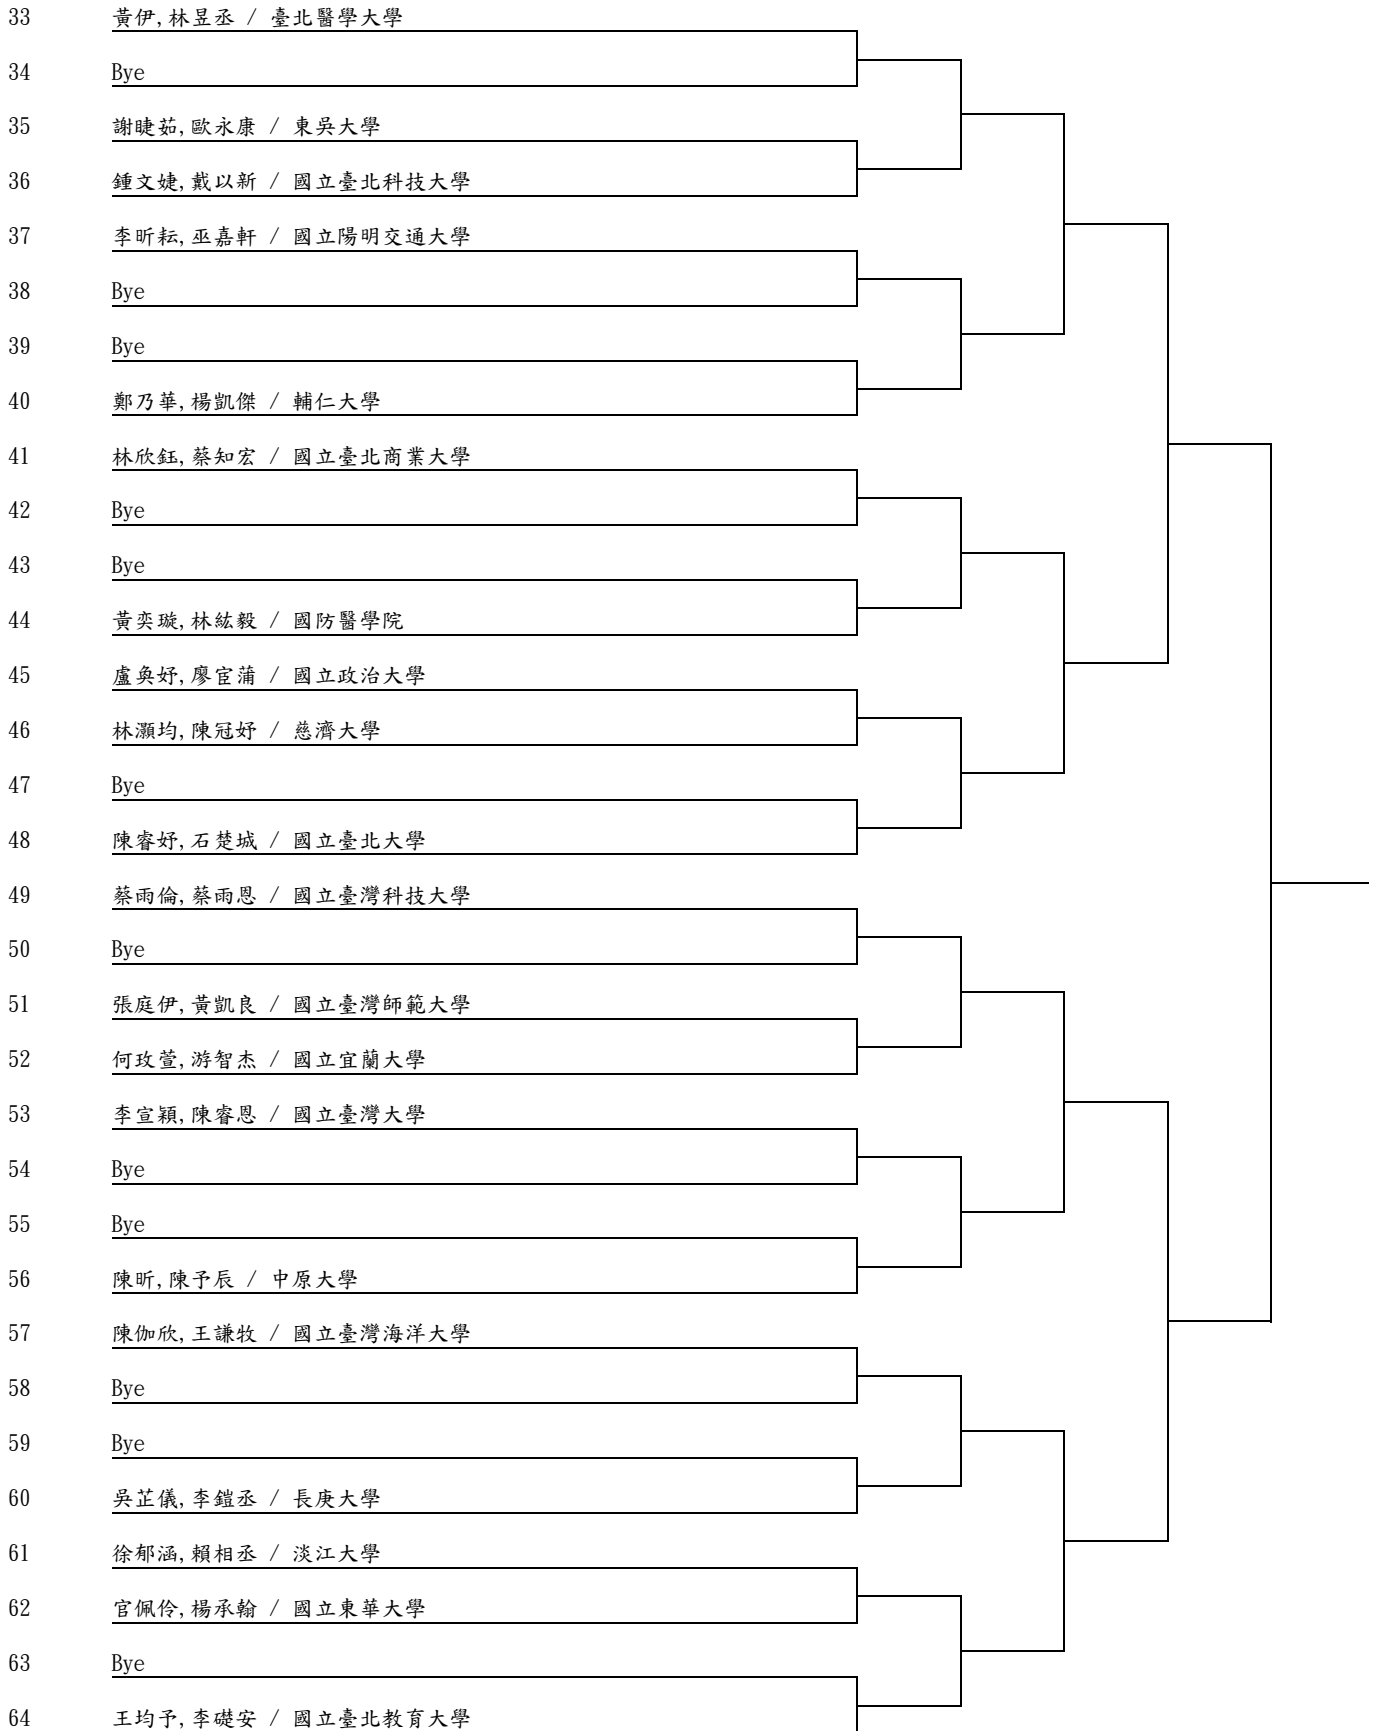 33 黃伊,林昱丞 / 臺北醫學大學
34 Bye
35 謝睫茹,歐永康 / 東吳大學
36 鍾文婕,戴以新 / 國立臺北科技大學
37 李昕耘,巫嘉軒 / 國立陽明交通大學
38 Bye
39 Bye
40 鄭乃華,楊凱傑 / 輔仁大學
41 林欣鈺,蔡知宏 / 國立臺北商業大學
42 Bye
43 Bye
44 黃奕璇,林紘毅 / 國防醫學院
45 盧奐妤,廖宦蒲 / 國立政治大學
46 林灝均,陳冠妤 / 慈濟大學
47 Bye
48 陳睿妤,石楚城 / 國立臺北大學
49 蔡雨倫,蔡雨恩 / 國立臺灣科技大學
50 Bye
51 張庭伊,黃凱良 / 國立臺灣師範大學
52 何玫萱,游智杰 / 國立宜蘭大學
53 李宣穎,陳睿恩 / 國立臺灣大學
54 Bye
55 Bye
56 陳昕,陳予辰 / 中原大學
57 陳伽欣,王謙牧 / 國立臺灣海洋大學
58 Bye
59 Bye
60 吳芷儀,李鎧丞 / 長庚大學
61 徐郁涵,賴相丞 / 淡江大學
62 官佩伶,楊承翰 / 國立東華大學
63 Bye
64 王均予,李礎安 / 國立臺北教育大學